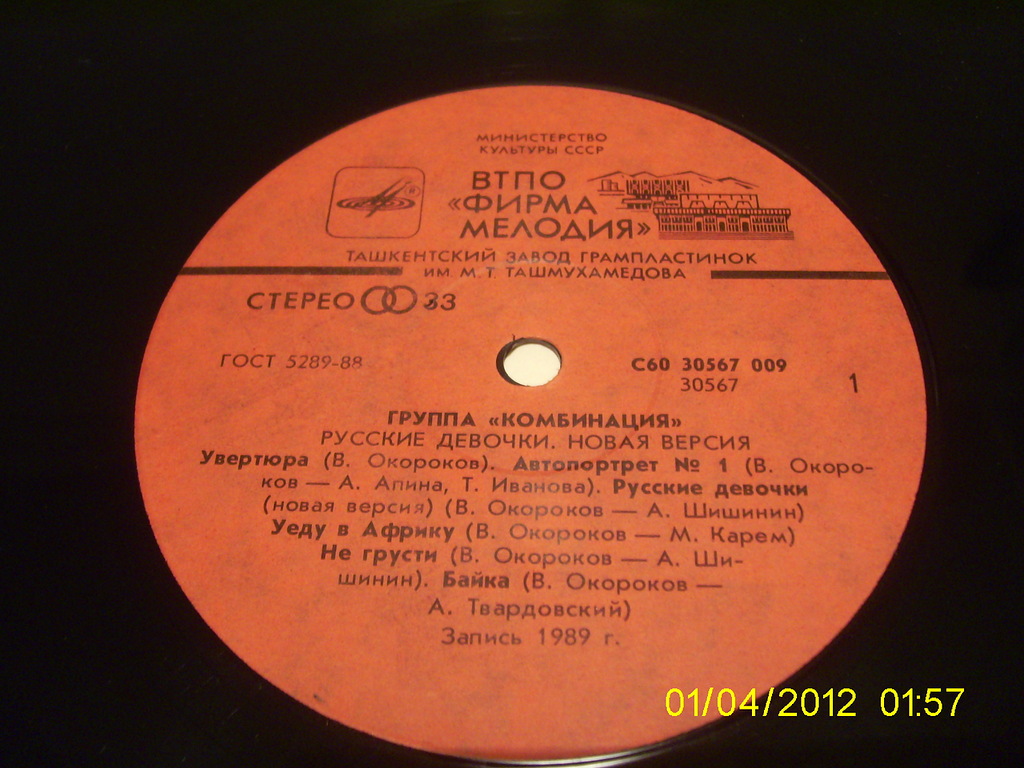 МИНИСТЕРСТВО
КУЛЬТУРЫ СССР
ВТПО
«ФИРМА
МЕЛОДИЯ»
®
ТАШКЕНТСКИЙ ЗАВОД ГРАМПЛАСТИНОК
ИМ. М. Т. ТАШМУХАМЕДОВА
СТЕРЕО 33
ГОСТ 5289-88
С60 30567 009
30567
1
ГРУППА «КОМБИНАЦИЯ»
РУССКИЕ ДЕВОЧКИ. НОВАЯ ВЕРСИЯ
Увертюра (В. Окороков). Автопортрет № 1 (В. Окоро-
ков — А. Апина, Т. Иванова). Русские девочки
(новая версия) (В. Окороков — А. Шишинин)
Уеду в Африку (В. Окороков — М. Карем)
Не грусти (В. Окороков — А. Ши-
шинин). Байка (В. Окороков —
А. Твардовский)
Запись 1989 г.
01/04/2012 01:57